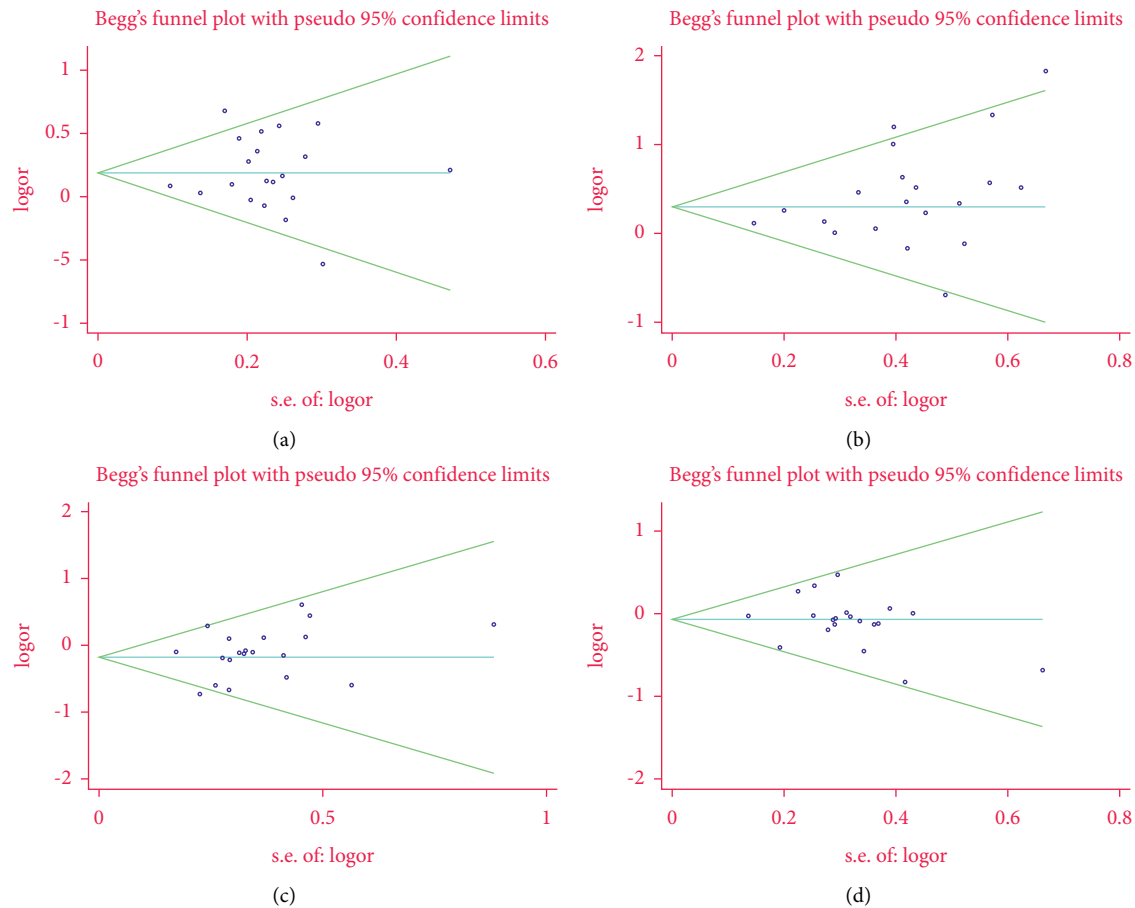 Begg's funnel plot with pseudo 95% confidence limits
1
0.5
0
-5
-1
logor
0
0.2
0.4
0.6
s.e. of: logor
(a)
Begg's funnel plot with pseudo 95% confidence limits
2
1
0
-1
logor
0
0.2
0.4
0.6
0.8
s.e. of: logor
(b)
Begg's funnel plot with pseudo 95% confidence limits
2
1
0
-1
-2
logor
0
0.5
1
s.e. of: logor
(c)
Begg's funnel plot with pseudo 95% confidence limits
1
0
-1
-2
logor
0
0.2
0.4
0.6
0.8
s.e. of: logor
(d)